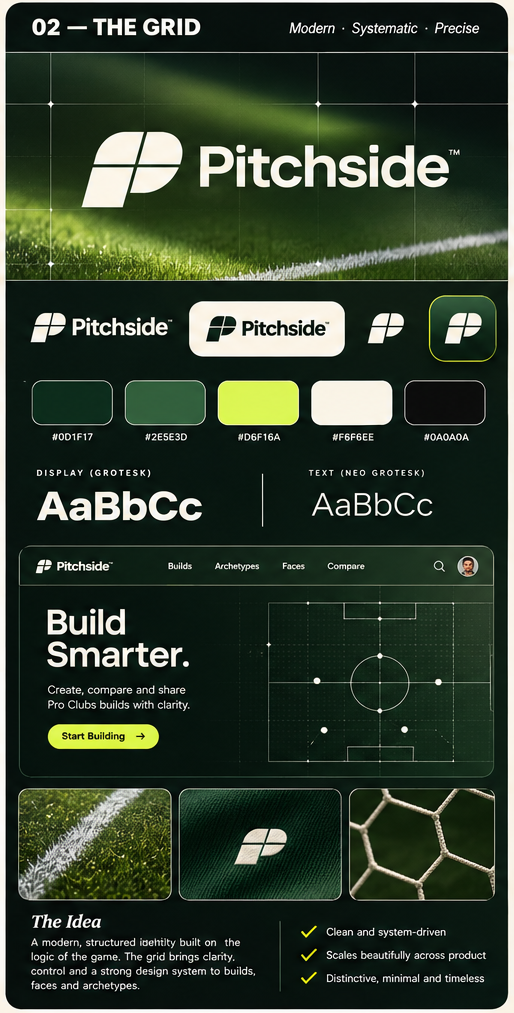 02 — THE GRID
Modern · Systematic · Precise
Pitchside™
Pitchside™
Pitchside™
#0D1F17
#2E5E3D
#D6F16A
#F6F6EE
#0A0A0A
DISPLAY (GROTESK)
AaBbCc
TEXT (NEO GROTESK)
AaBbCc
Pitchside™
Builds
Archetypes
Faces
Compare
Build
Smarter.
Create, compare and share
Pro Clubs builds with clarity.
Start Building →
The Idea
A modern, structured identity built on the
logic of the game. The grid brings clarity,
control and a strong design system to builds,
faces and archetypes.
Clean and system-driven
Scales beautifully across product
Distinctive, minimal and timeless